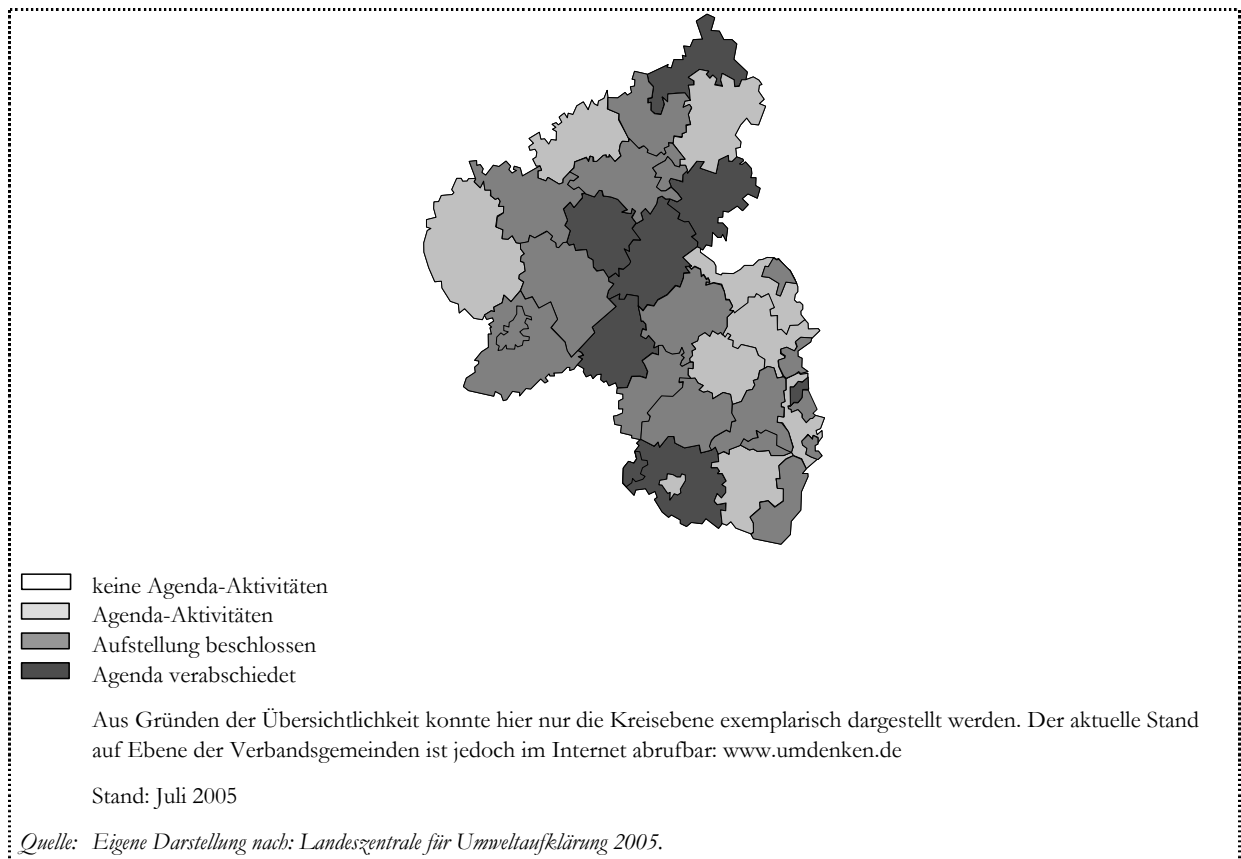 keine Agenda-Aktivitäten
Agenda-Aktivitäten
Aufstellung beschlossen
Agenda verabschiedet
Aus Gründen der Übersichtlichkeit konnte hier nur die Kreisebene exemplarisch dargestellt werden. Der aktuelle Stand
auf Ebene der Verbandsgemeinden ist jedoch im Internet abrufbar: www.umdenken.de
Stand: Juli 2005
Quelle: Eigene Darstellung nach: Landeszentrale für Umweltaufklärung 2005.